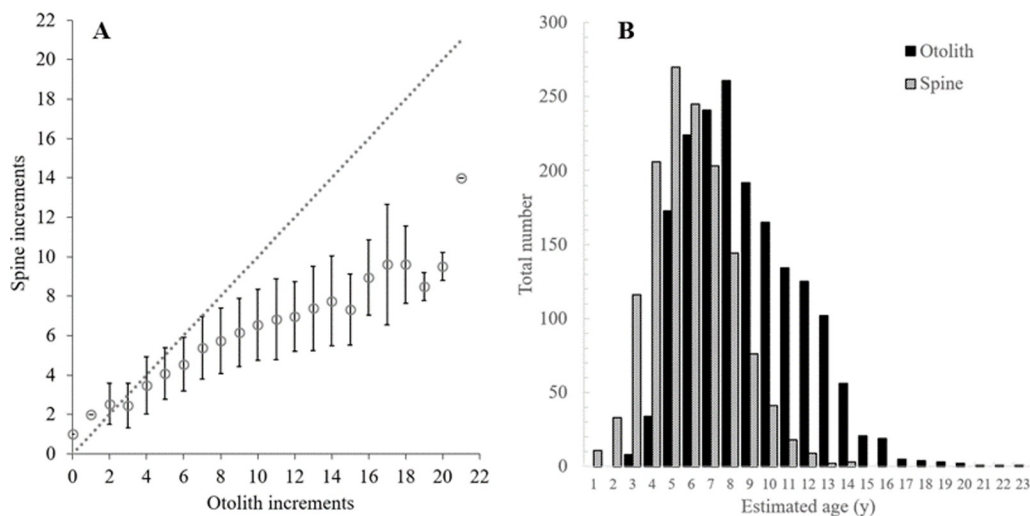 A
22
20
18
16
14
12
10
8
6
4
2
0
Spine increments
0 2 4 6 8 10 12 14 16 18 20 22
Otolith increments
B
300
250
200
150
100
50
0
Total number
Otolith
Spine
1 2 3 4 5 6 7 8 9 10 11 12 13 14 15 16 17 18 19 20 21 22 23
Estimated age (y)